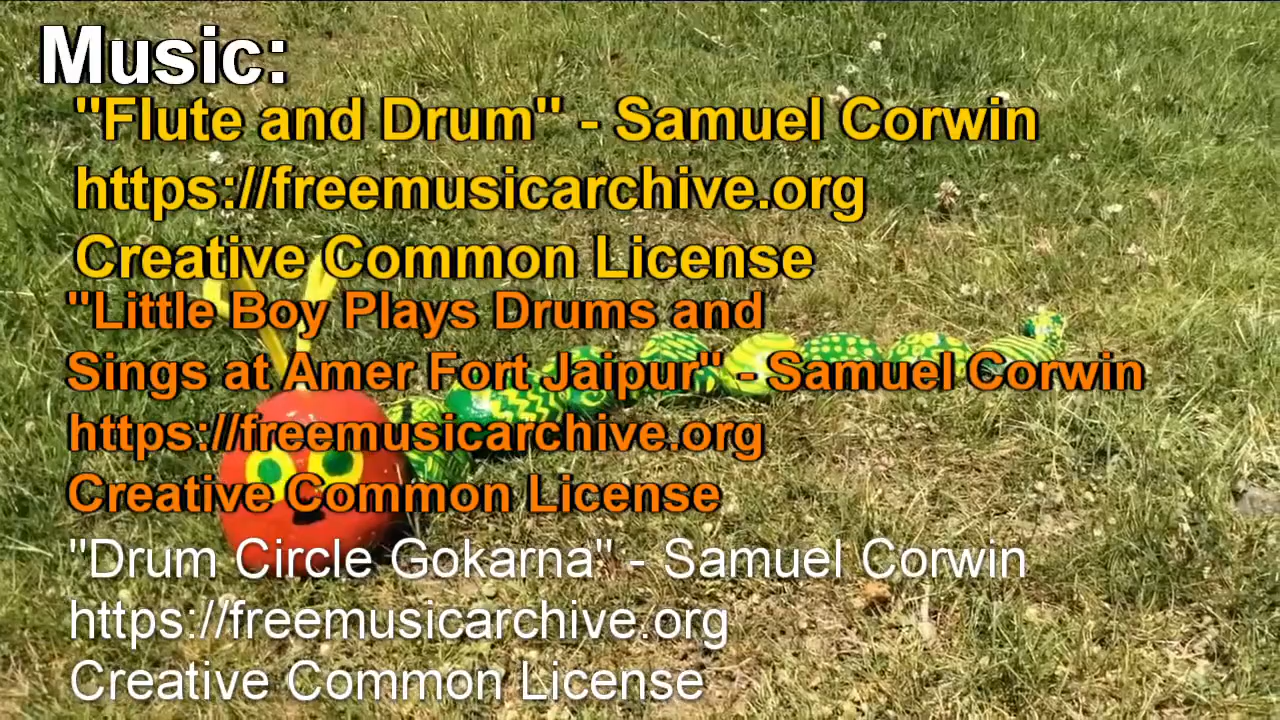 Music:
"Flute and Drum" - Samuel Corwin
https://freemusicarchive.org
Creative Common License
"Little Boy Plays Drums and
Sings at Amer Fort Jaipur" - Samuel Corwin
https://freemusicarchive.org
Creative Common License
"Drum Circle Gokarna" - Samuel Corwin
https://freemusicarchive.org
Creative Common License